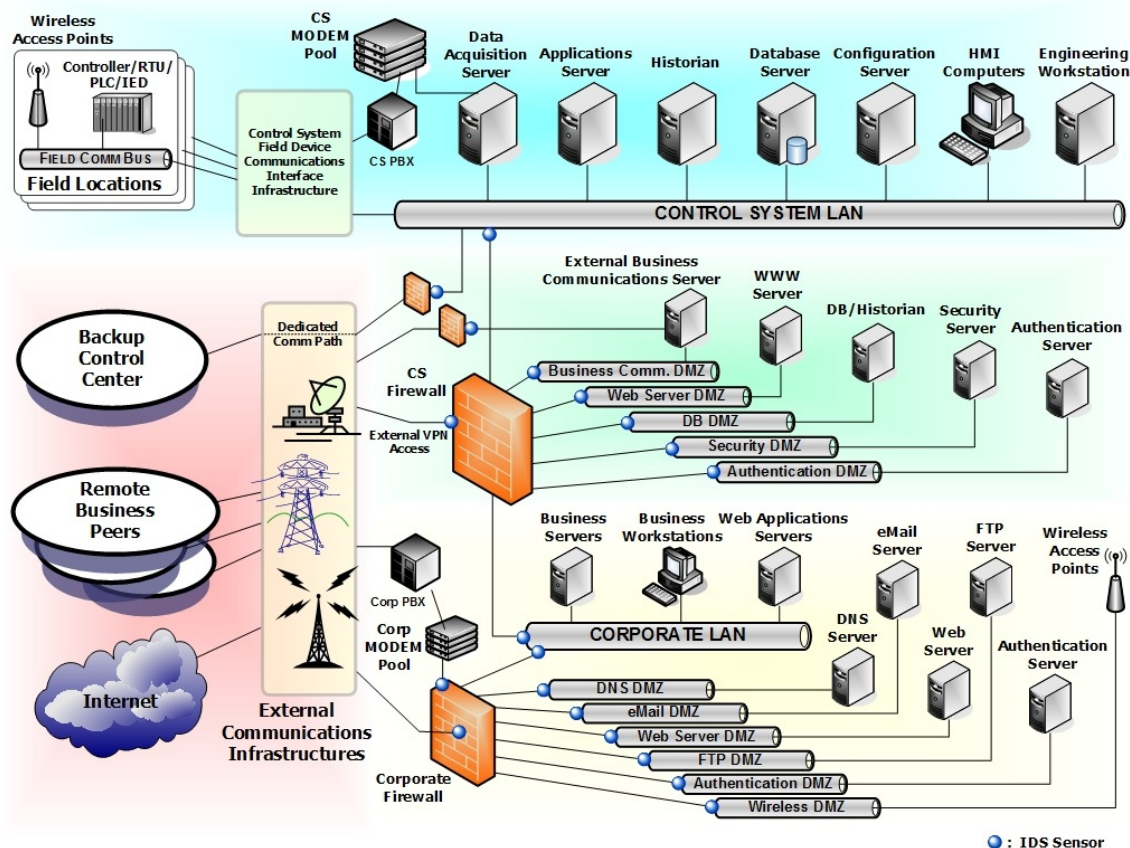 Wireless
Access Points
Controller/RTU/
PLC/IED
FIELD COMM BUS
Field Locations
Control System
Field Device
Communications
Interface
Infrastructure
CS
MODEM
Pool
CS PBX
Data
Acquisition
Server
Applications
Server
Historian
Database
Server
Configuration
Server
HMI
Computers
Engineering
Workstation
CONTROL SYSTEM LAN
External Business
Communications Server
WWW
Server
DB/Historian
Security
Server
Authentication
Server
Backup
Control
Center
Dedicated
Comm Path
CS
Firewall
External VPN
Access
Business Comm. DMZ
Web Server DMZ
DB DMZ
Security DMZ
Authentication DMZ
Remote
Business
Peers
Business
Servers
Business
Workstations
Web Applications
Servers
eMail
Server
FTP
Server
Wireless
Access
Points
Corp PBX
Corp
MODEM
Pool
CORPORATE LAN
DNS
Server
Web
Server
Authentication
Server
Internet
External
Communications
Infrastructures
Corporate
Firewall
DNS DMZ
eMail DMZ
Web Server DMZ
FTP DMZ
Authentication DMZ
Wireless DMZ
: IDS Sensor